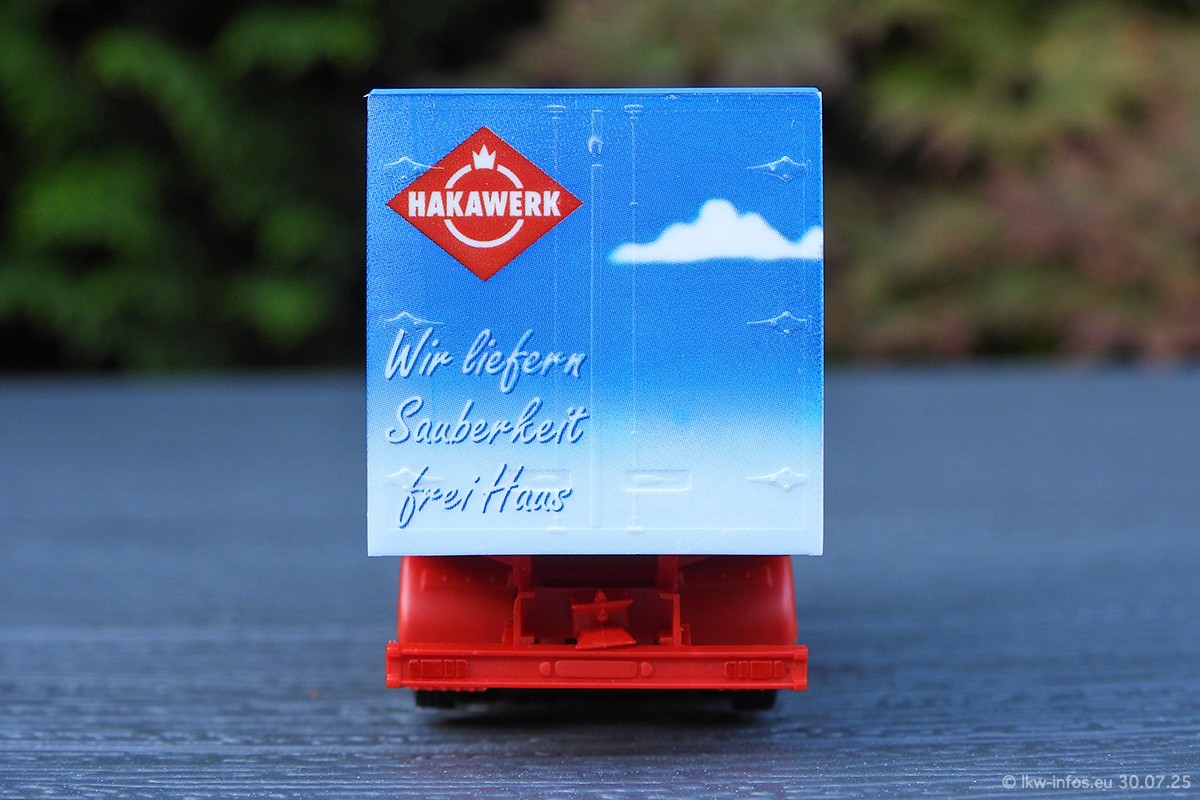 HAKAWERK
Wir liefern
Sauberkeit
frei Haus
© lkw-infos.eu 30.07.25